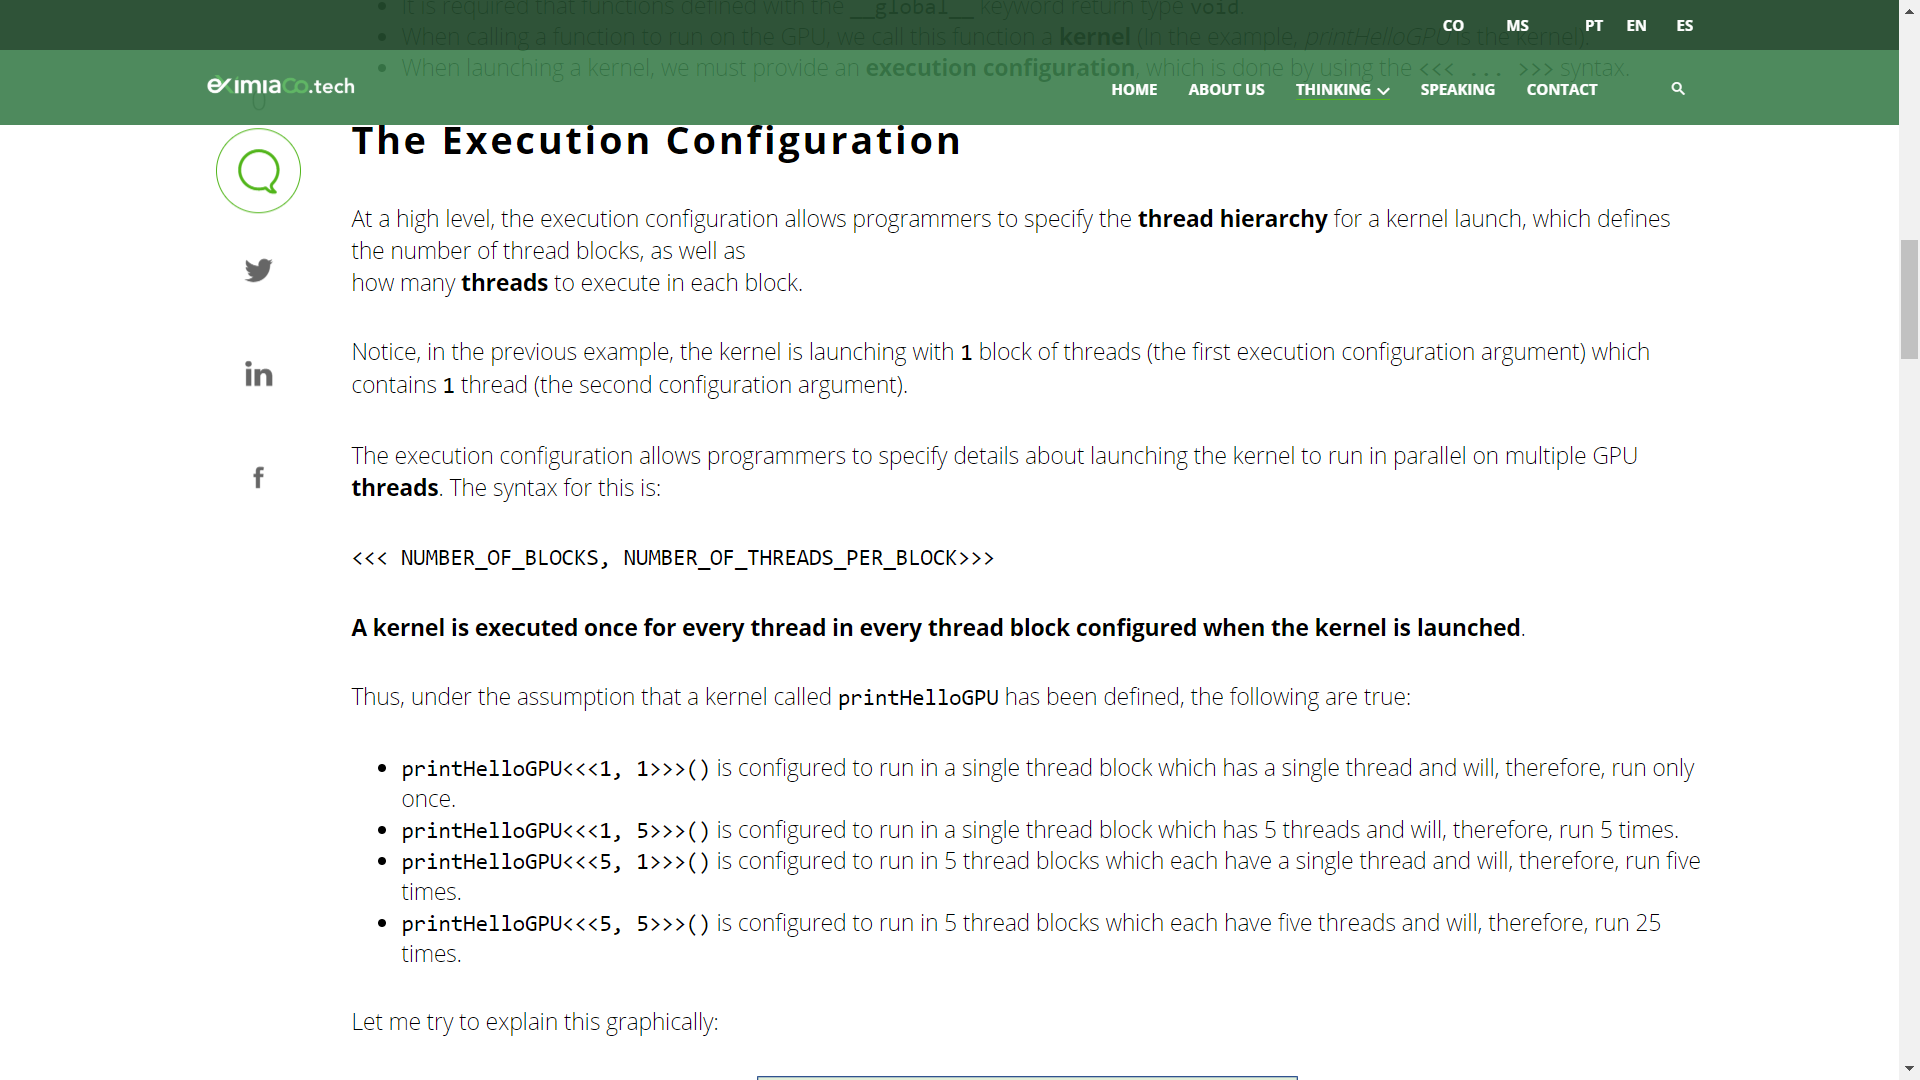 It is required that functions defined with the __global__ keyword return type void.
When calling a function to run on the GPU, we call this function a kernel (In the example, printHelloGPU is the kernel).
CO MS PT EN ES
When launching a kernel, we must provide an execution configuration, which is done by using the <<< ... >>> syntax.
eximiaco.tech
HOME ABOUT US THINKING SPEAKING CONTACT
0
The Execution Configuration
At a high level, the execution configuration allows programmers to specify the thread hierarchy for a kernel launch, which defines
the number of thread blocks, as well as
how many threads to execute in each block.
Notice, in the previous example, the kernel is launching with 1 block of threads (the first execution configuration argument) which
contains 1 thread (the second configuration argument).
The execution configuration allows programmers to specify details about launching the kernel to run in parallel on multiple GPU
threads. The syntax for this is:
<<< NUMBER_OF_BLOCKS, NUMBER_OF_THREADS_PER_BLOCK>>>
A kernel is executed once for every thread in every thread block configured when the kernel is launched.
Thus, under the assumption that a kernel called printHelloGPU has been defined, the following are true:
• printHelloGPU<<<1, 1>>>() is configured to run in a single thread block which has a single thread and will, therefore, run only
once.
• printHelloGPU<<<1, 5>>>() is configured to run in a single thread block which has 5 threads and will, therefore, run 5 times.
• printHelloGPU<<<5, 1>>>() is configured to run in 5 thread blocks which each have a single thread and will, therefore, run five
times.
• printHelloGPU<<<5, 5>>>() is configured to run in 5 thread blocks which each have five threads and will, therefore, run 25
times.
Let me try to explain this graphically: